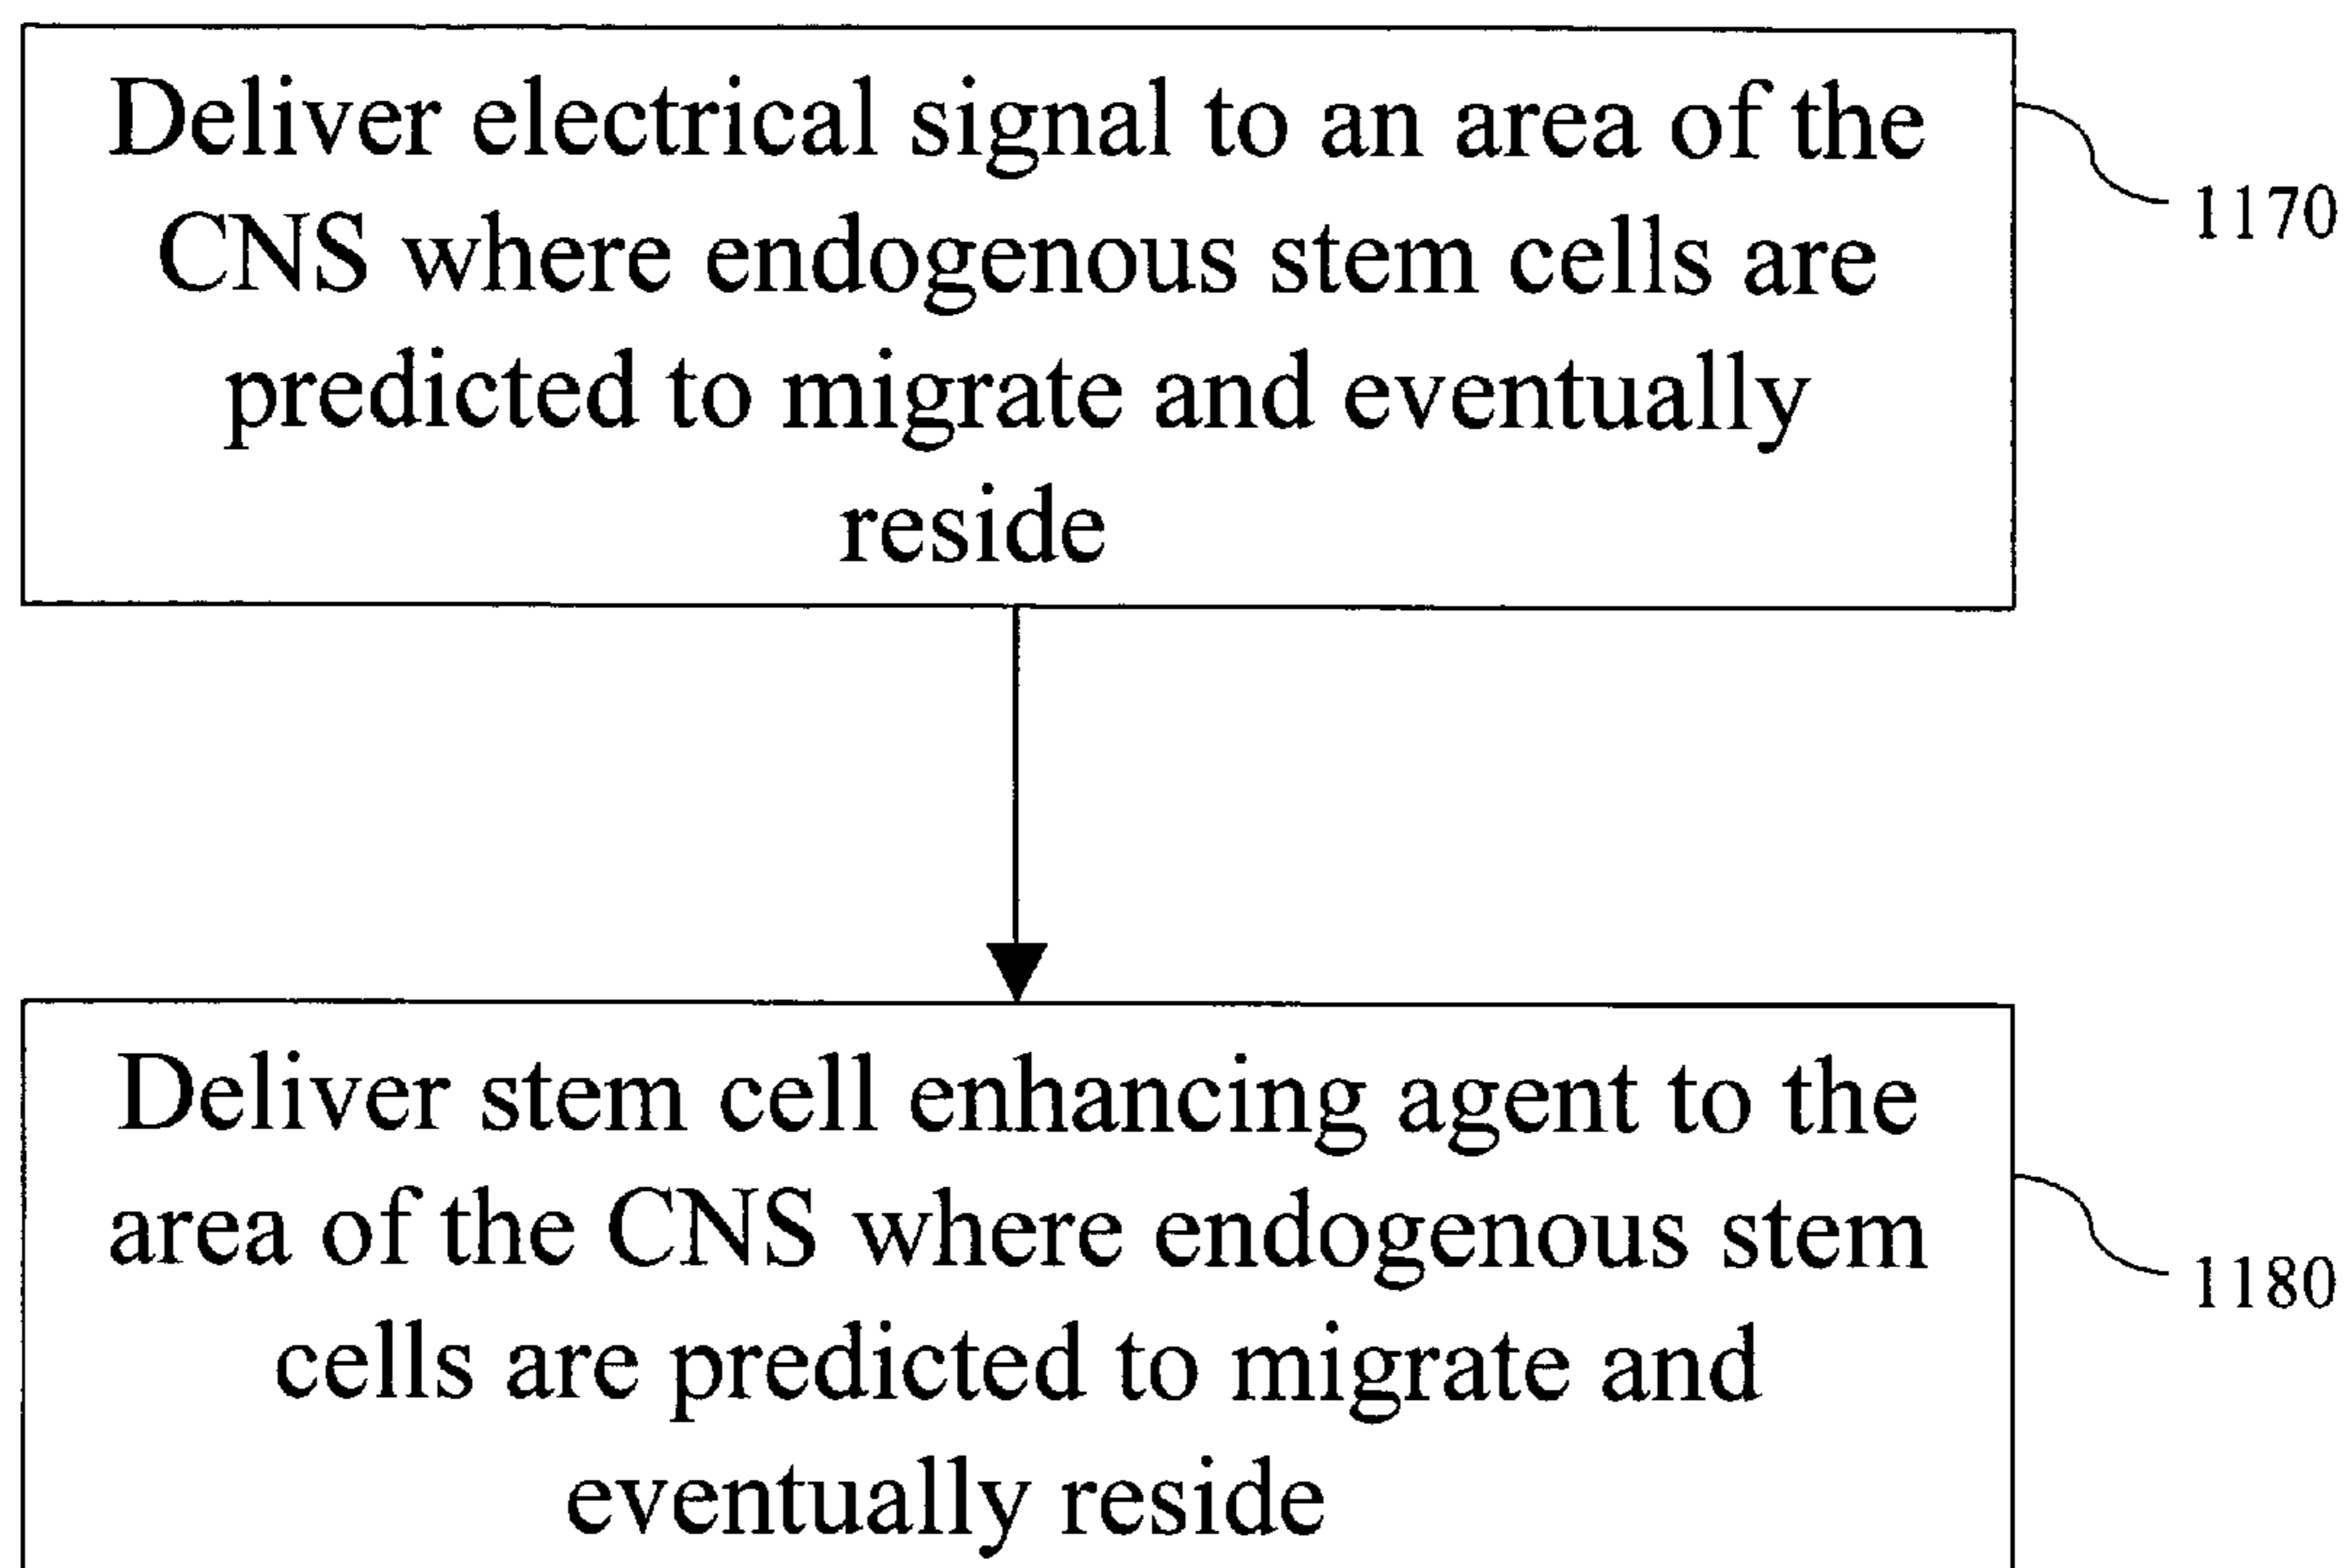 Deliver electrical signal to an area of the
CNS where endogenous stem cells are
predicted to migrate and eventually
reside
1170
Deliver stem cell enhancing agent to the
area of the CNS where endogenous stem
cells are predicted to migrate and
eventually reside
1180